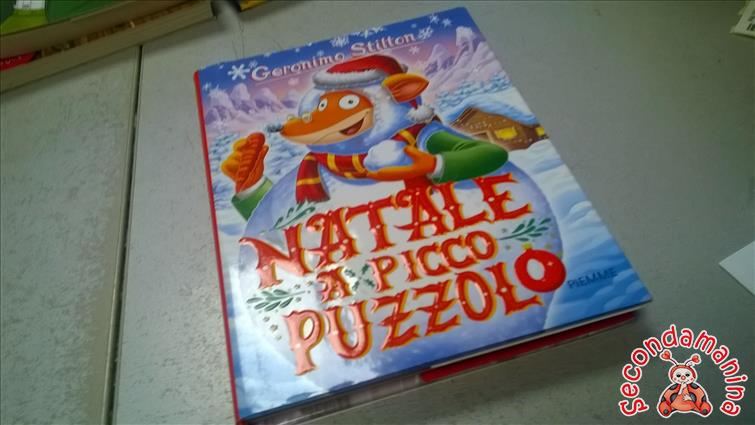 Geronimo Stilton
NATALE
A PICCO
PUZZOLO
PIEMME
secondamanina